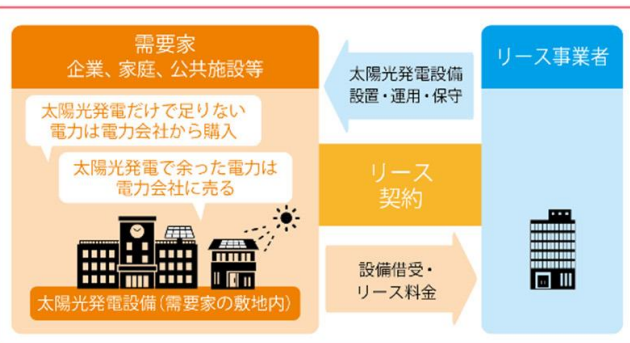 需要家
企業、家庭、公共施設等
太陽光発電だけで足りない
電力は電力会社から購入
太陽光発電で余った電力は
電力会社に売る
太陽光発電設備（需要家の敷地内）
太陽光発電設備
設置・運用・保守
リース
契約
設備借受・
リース料金
リース事業者